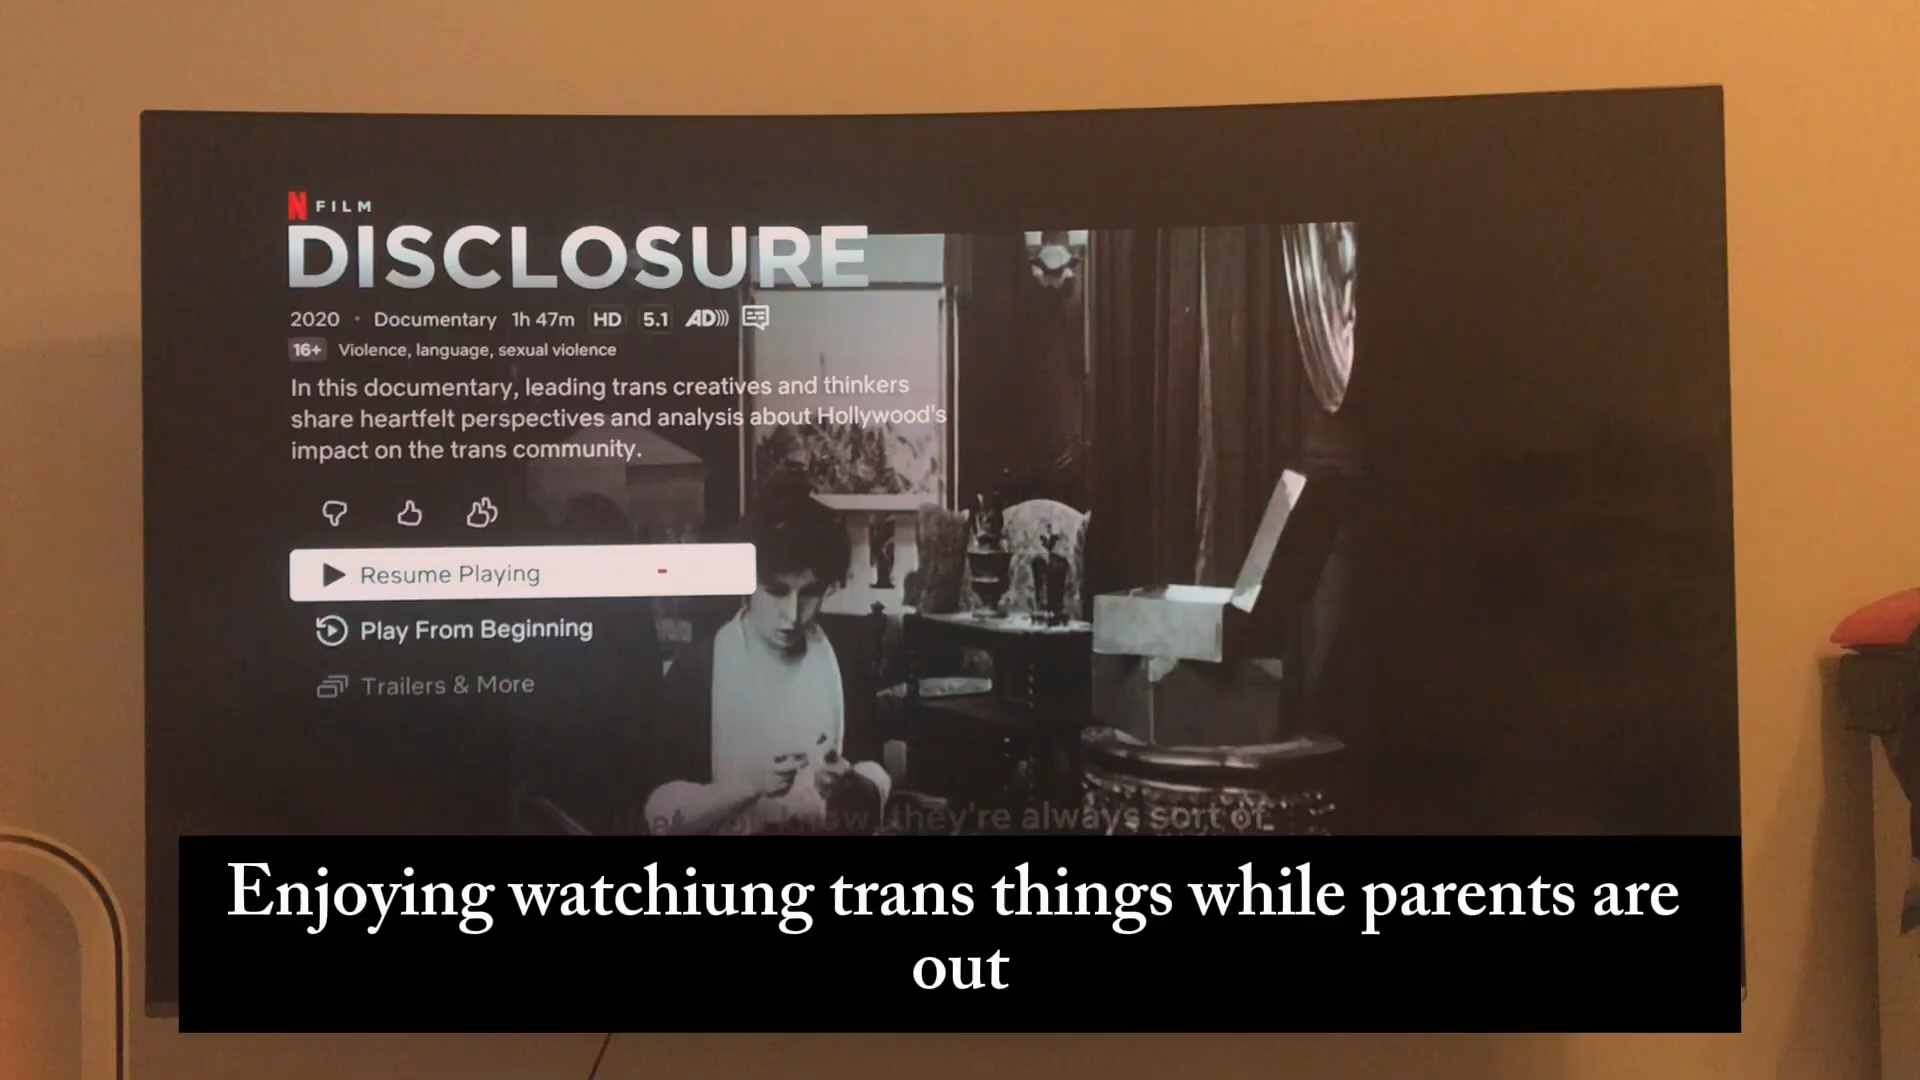 N FILM
DISCLOSURE
2020 • Documentary 1h 47m HD 5.1 AD)))
16+ Violence, language, sexual violence
In this documentary, leading trans creatives and thinkers
share heartfelt perspectives and analysis about Hollywood's
impact on the trans community.
Resume Playing
Play From Beginning
Trailers & More
know, they're always sort of
Enjoying watchiung trans things while parents are
out